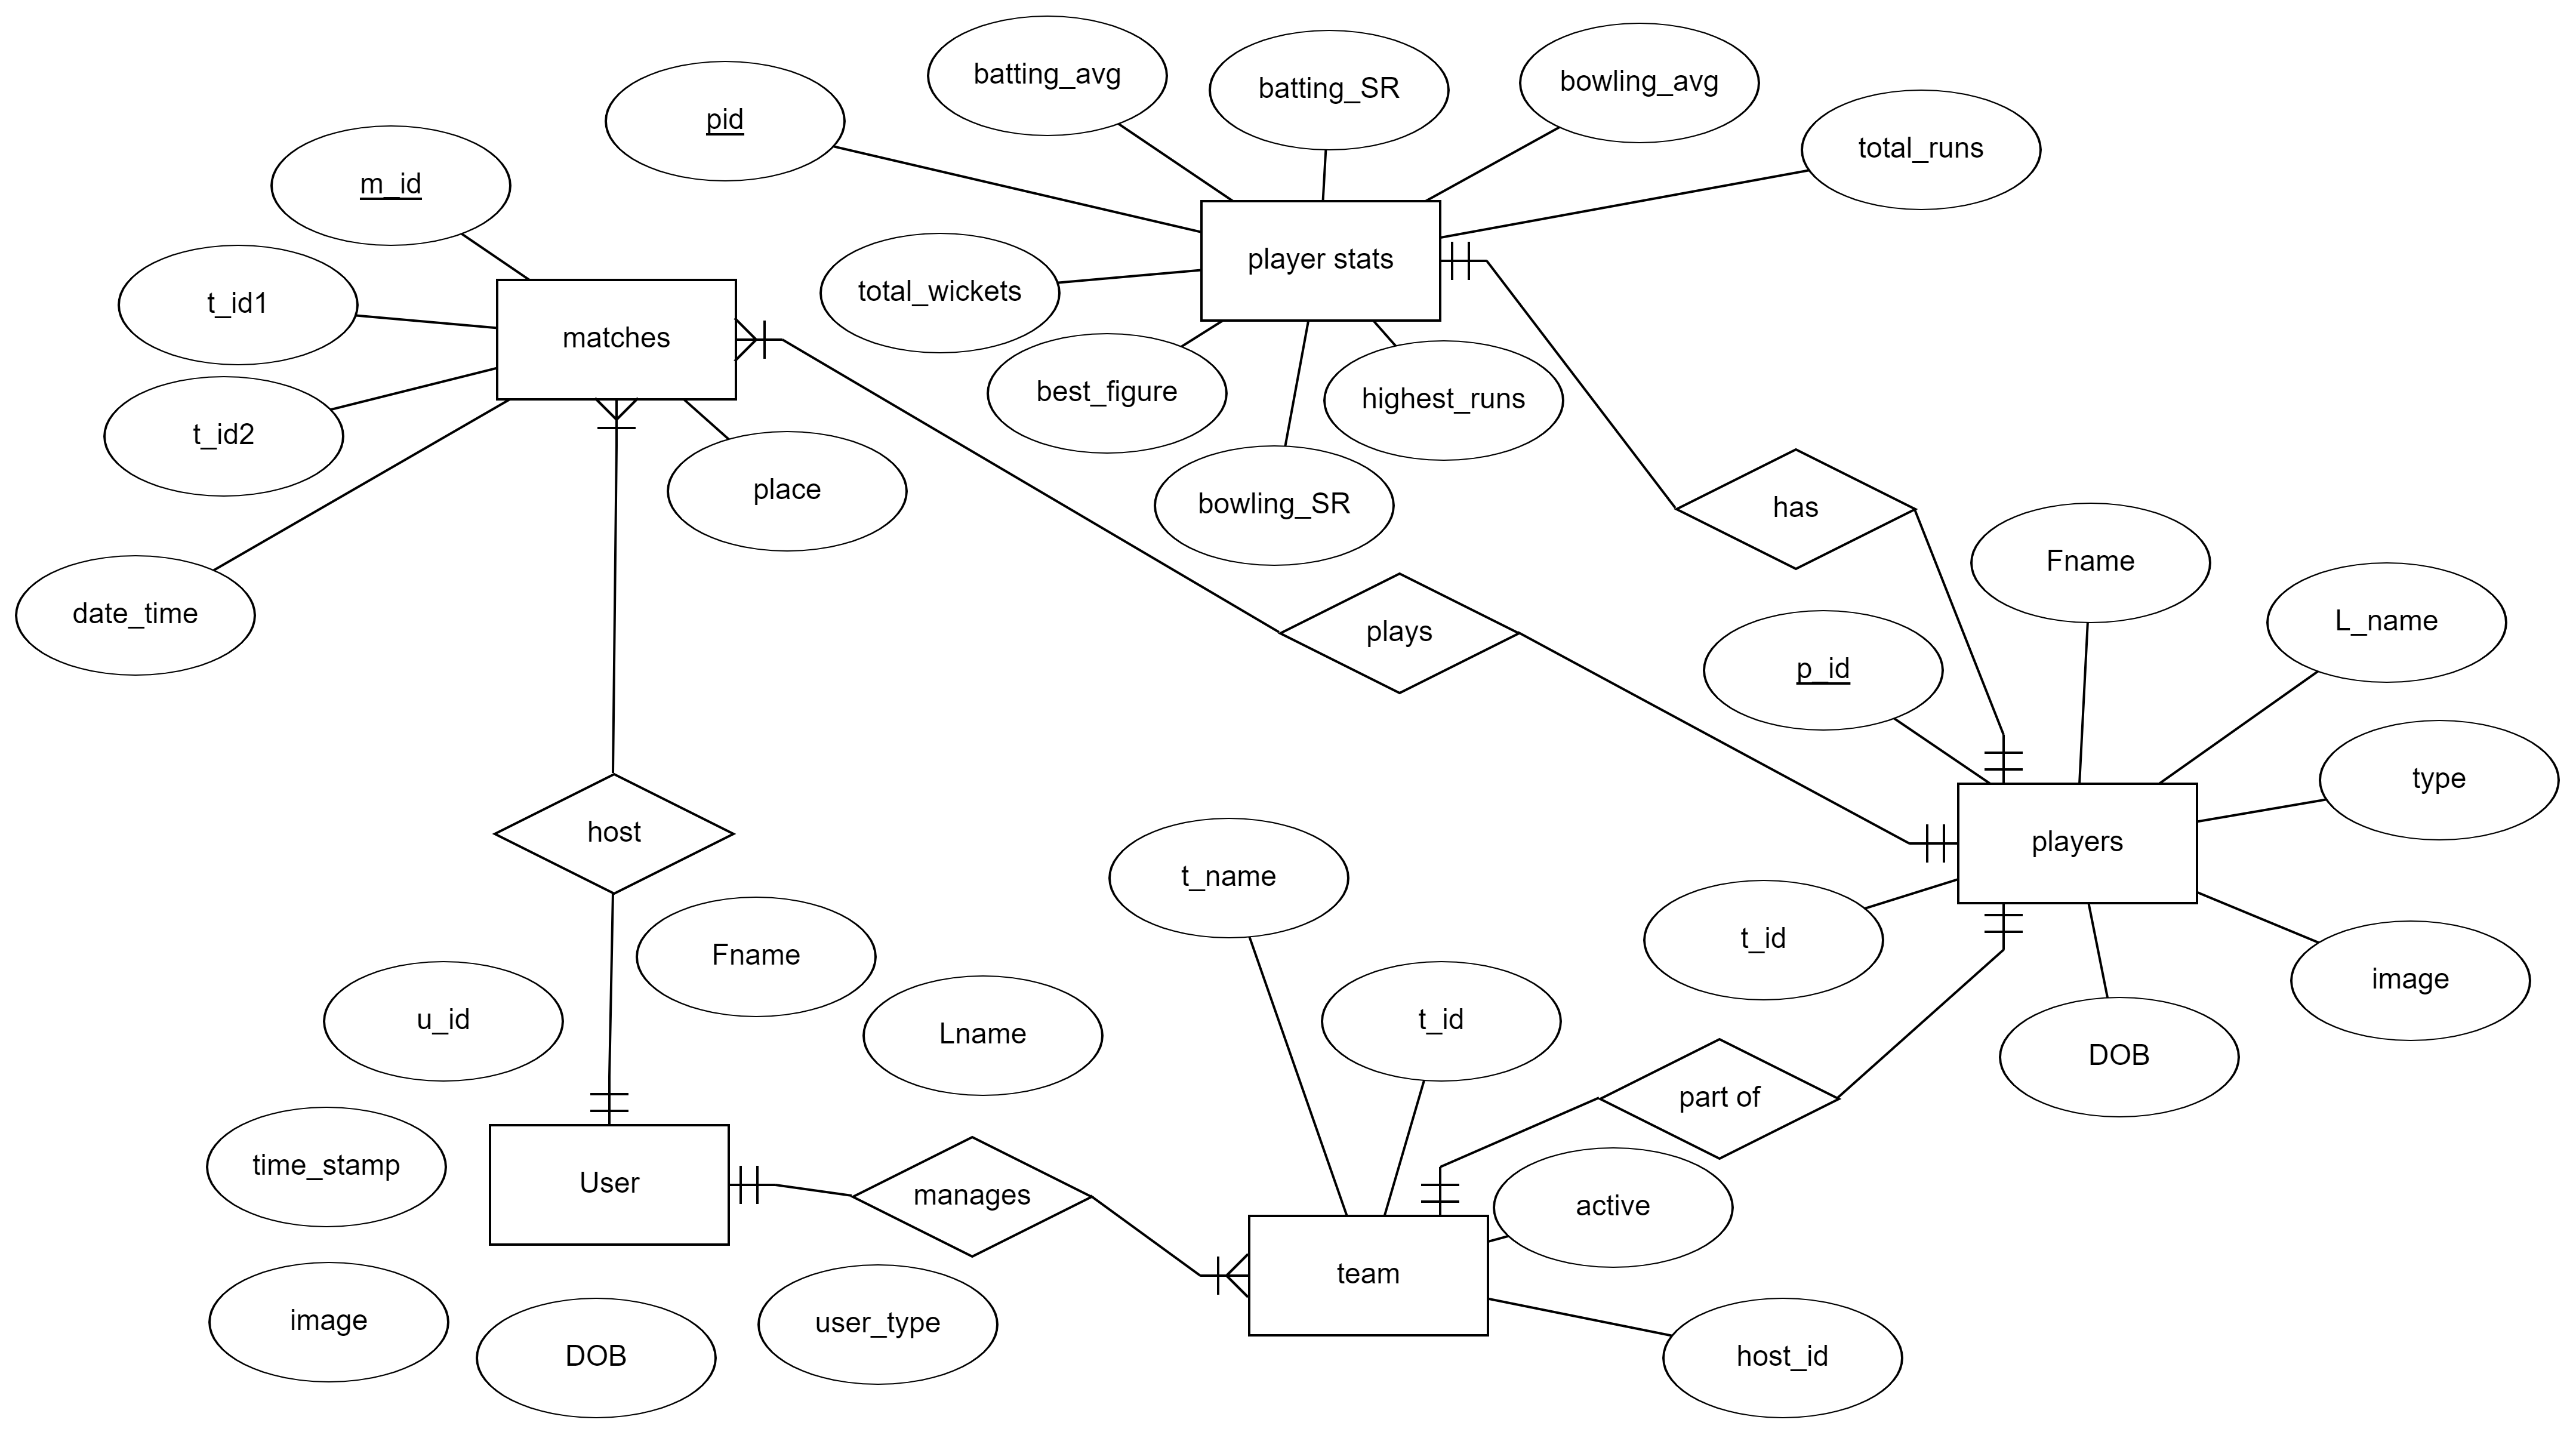 batting_avg
batting_SR
bowling_avg
pid
total_runs
m_id
player stats
t_id1
total_wickets
matches
best_figure
highest_runs
t_id2
place
bowling_SR
has
Fname
date_time
plays
L_name
p_id
type
host
players
t_name
t_id
Fname
image
u_id
Lname
t_id
DOB
part of
time_stamp
User
manages
active
team
image
user_type
DOB
host_id